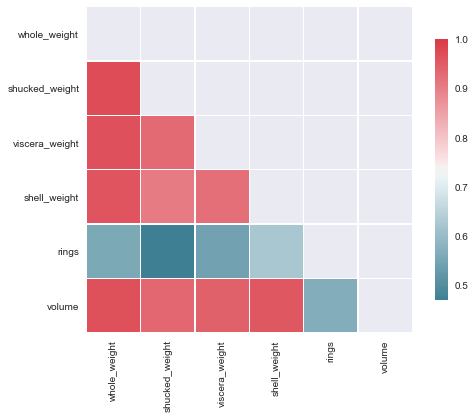 whole_weight
shucked_weight
viscera_weight
shell_weight
rings
volume
whole_weight
shucked_weight
viscera_weight
shell_weight
rings
volume
1.0
0.9
0.8
0.7
0.6
0.5